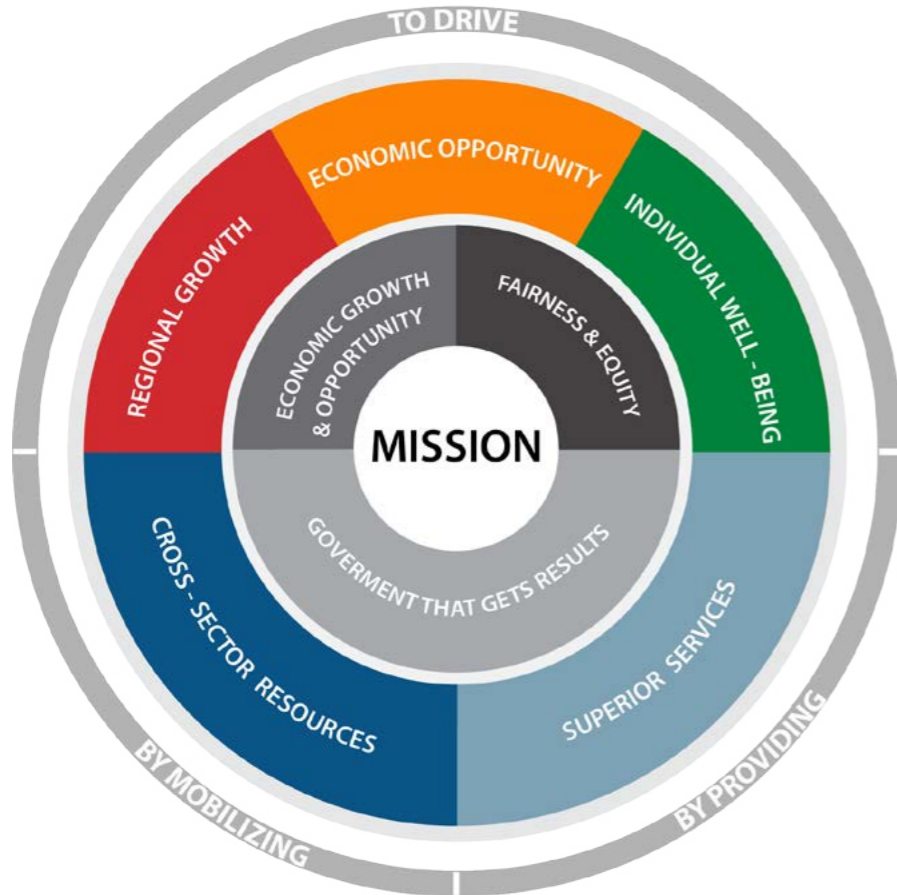 TO DRIVE
ECONOMIC OPPORTUNITY
REGIONAL GROWTH
INDIVIDUAL WELL - BEING
ECONOMIC GROWTH
& OPPORTUNITY
FAIRNESS & EQUITY
MISSION
GOVERMENT THAT GETS RESULTS
CROSS - SECTOR RESOURCES
SUPERIOR SERVICES
BY MOBILIZING
BY PROVIDING